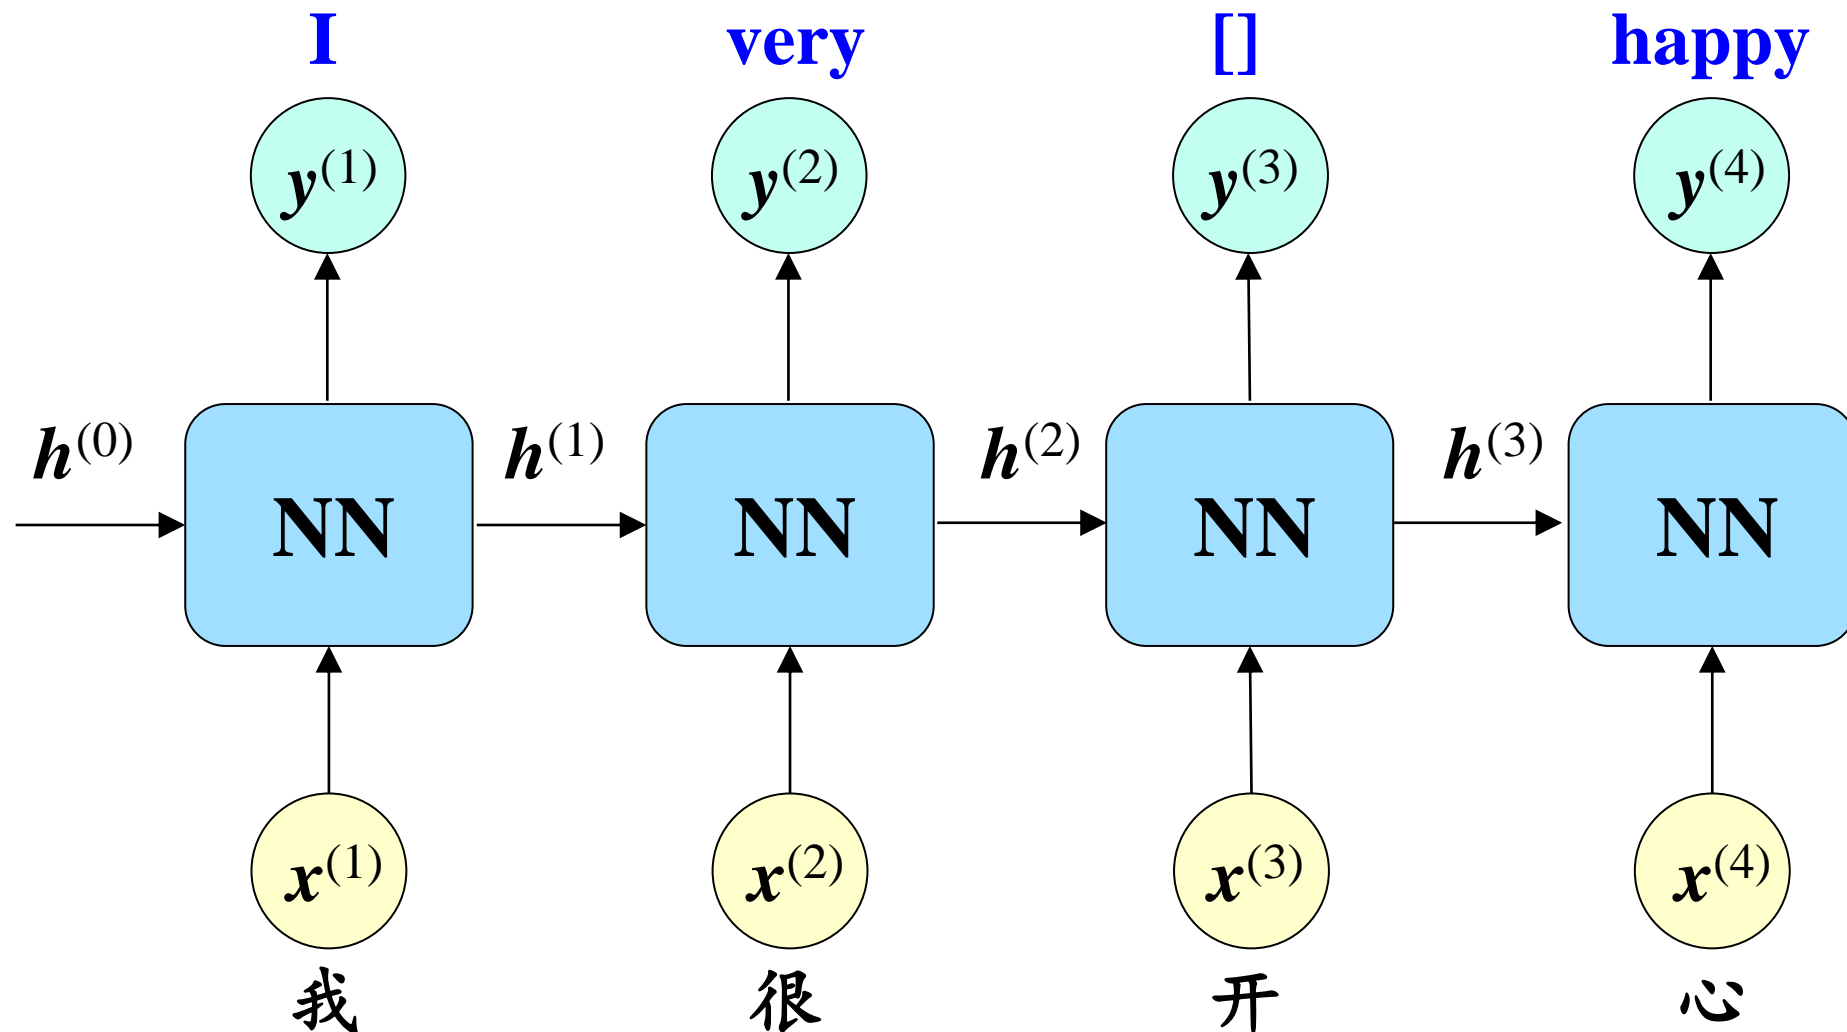 I very [] happy
y(1) y(2) y(3) y(4)
h(0) h(1) h(2) h(3)
NN NN NN NN
x(1) x(2) x(3) x(4)
我 很 开 心